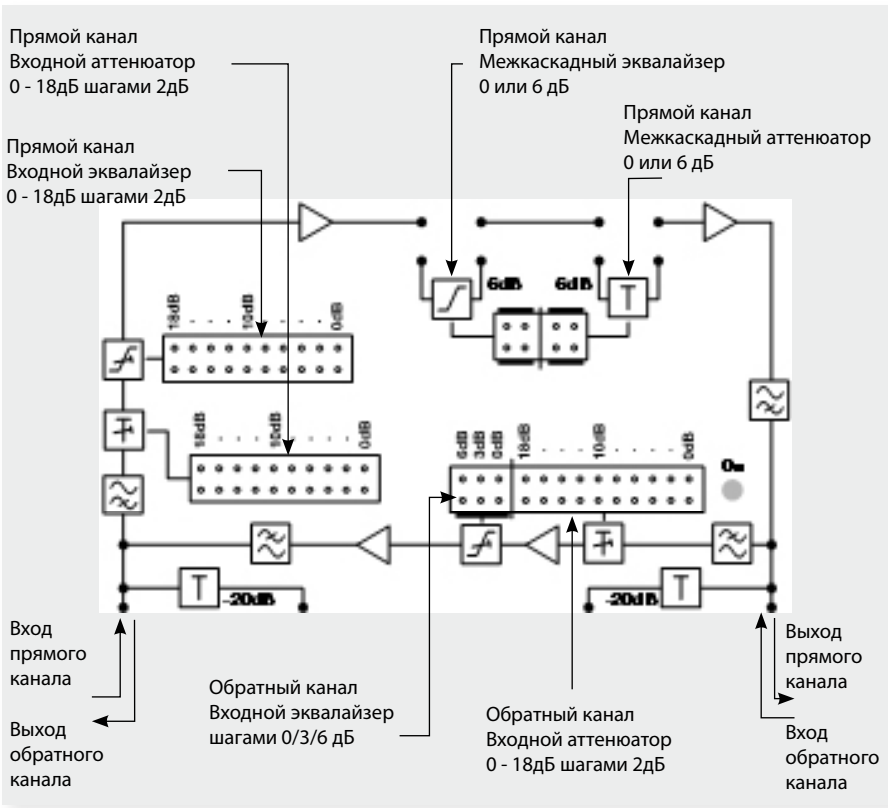 Прямой канал
Входной аттенюатор
0 - 18дБ шагами 2дБ
Прямой канал
Межкаскадный эквалайзер
0 или 6 дБ
Прямой канал
Межкаскадный аттенюатор
0 или 6 дБ
Прямой канал
Входной эквалайзер
0 - 18дБ шагами 2дБ
6dB 6dB
T
18dB . . . 10dB . . . . 0dB
18dB . . . 10dB . . . . 0dB
6dB 3dB 0dB 18dB . . . 10dB . . . . 0dB
On
T -20dB
-20dB T
Вход
прямого
канала
Выход
обратного
канала
Обратный канал
Входной эквалайзер
шагами 0/3/6 дБ
Обратный канал
Входной аттенюатор
0 - 18дБ шагами 2дБ
Выход
прямого
канала
Вход
обратного
канала